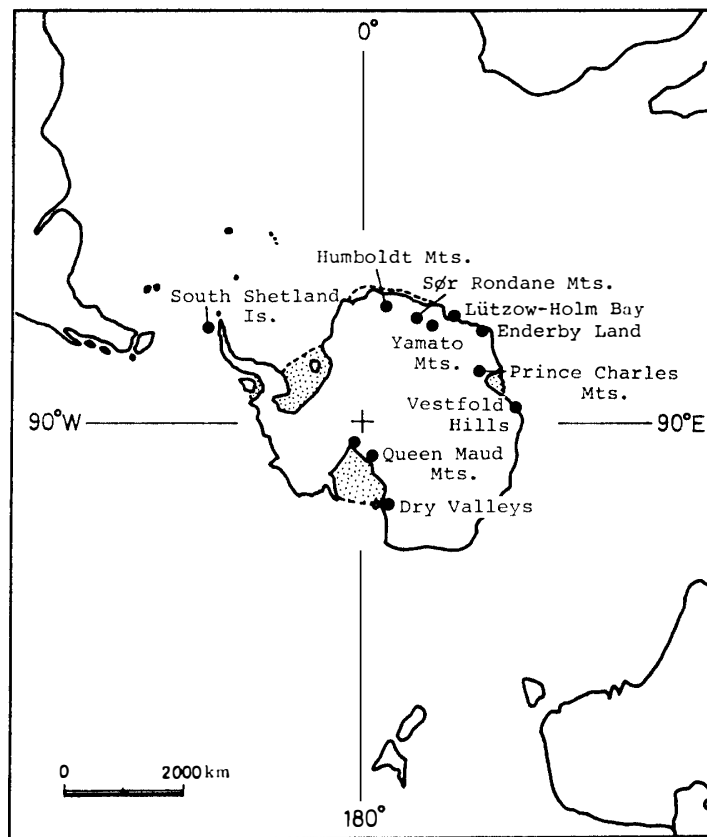 0°
Humboldt Mts.
Sør Rondane Mts.
South Shetland
Is.
Lützow-Holm Bay
Enderby Land
Yamato
Mts.
Prince Charles
Mts.
Vestfold
Hills
90°W
90°E
Queen Maud
Mts.
Dry Valleys
0 2000 km
180°